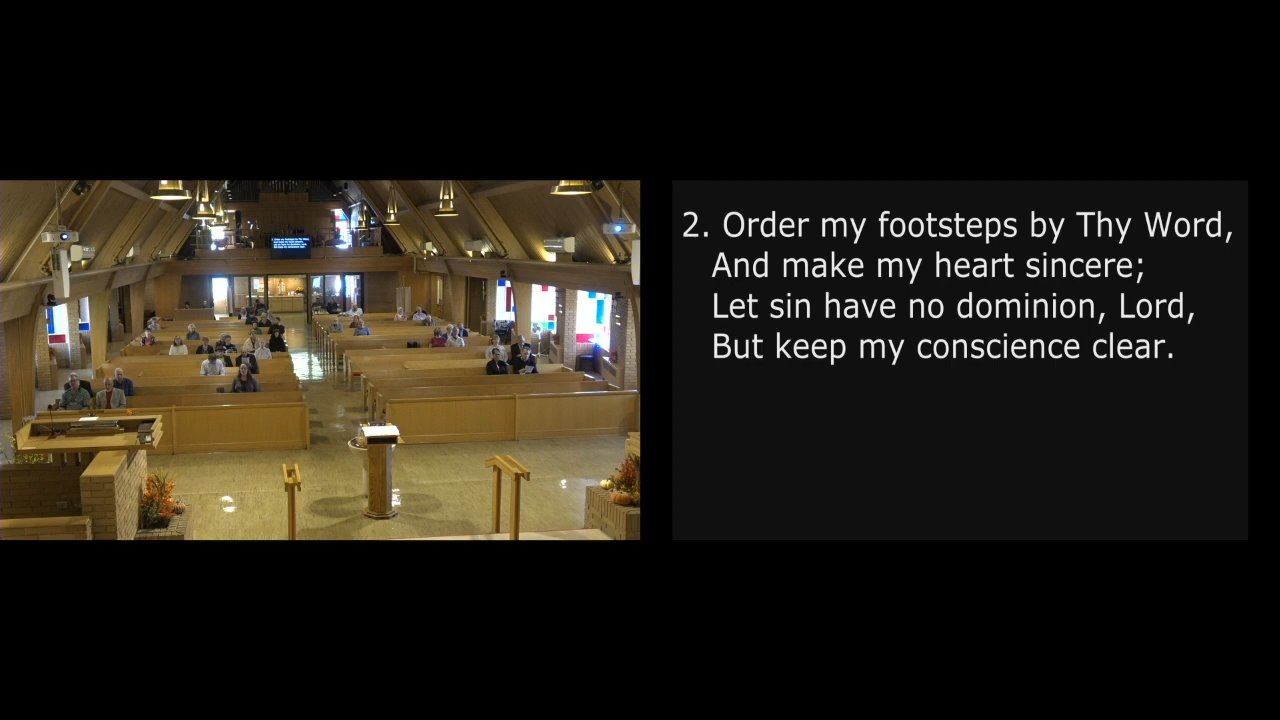 2. Order my footsteps by Thy Word,
And make my heart sincere;
Let sin have no dominion, Lord,
But keep my conscience clear.